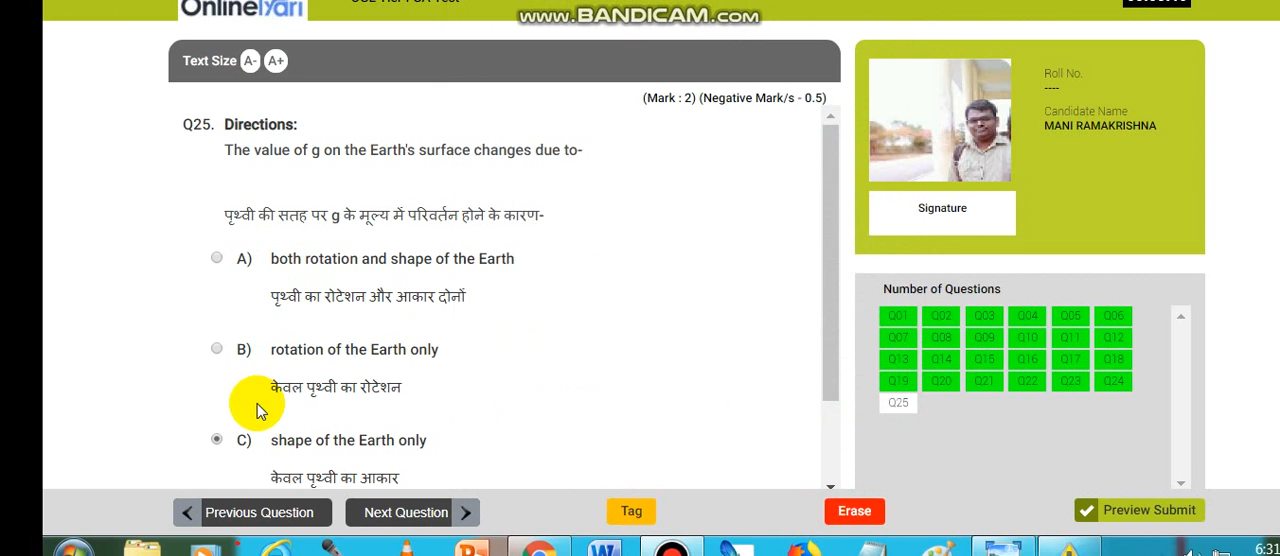 OnlineTyari
WWW.BANDICAM.COM
Text Size A- A+
(Mark : 2) (Negative Mark/s - 0.5)
Q25. Directions:
The value of g on the Earth's surface changes due to-
पृथ्वी की सतह पर g के मूल्य में परिवर्तन होने के कारण-
A) both rotation and shape of the Earth
पृथ्वी का रोटेशन और आकार दोनों
B) rotation of the Earth only
केवल पृथ्वी का रोटेशन
C) shape of the Earth only
केवल पृथ्वी का आकार
Previous Question
Next Question
Tag
Erase
Roll No.
----
Candidate Name
MANI RAMAKRISHNA
Signature
Number of Questions
Q01 Q02 Q03 Q04 Q05 Q06
Q07 Q08 Q09 Q10 Q11 Q12
Q13 Q14 Q15 Q16 Q17 Q18
Q19 Q20 Q21 Q22 Q23 Q24
Q25
Preview Submit
6:31